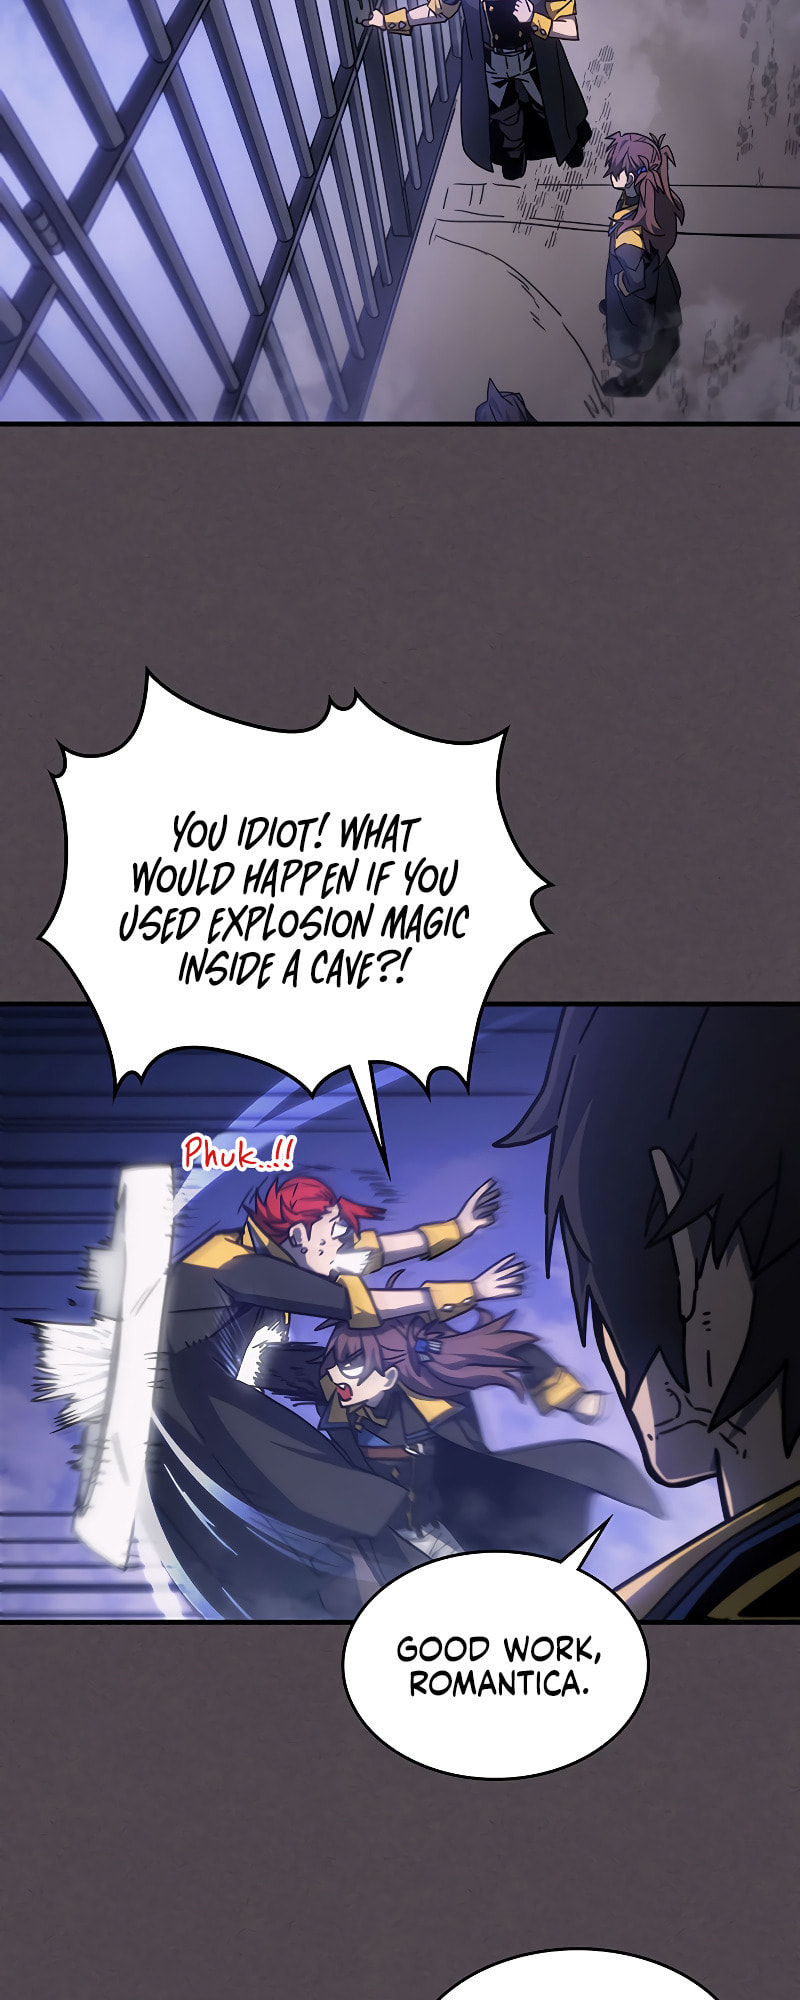 YOU IDIOT! WHAT
WOULD HAPPEN IF YOU
USED EXPLOSION MAGIC
INSIDE A CAVE?!
Phuk..!!
GOOD WORK,
ROMANTICA.